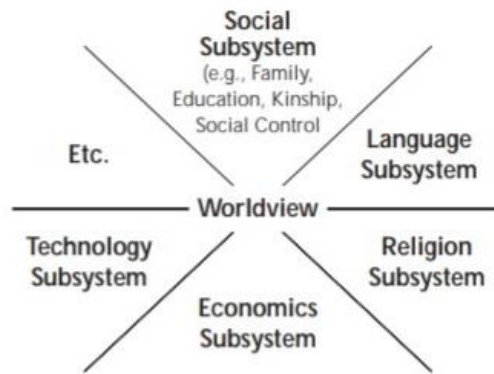 Social
Subsystem
(e.g., Family,
Education, Kinship,
Social Control
Etc.
Language
Subsystem
Worldview
Technology
Subsystem
Religion
Subsystem
Economics
Subsystem